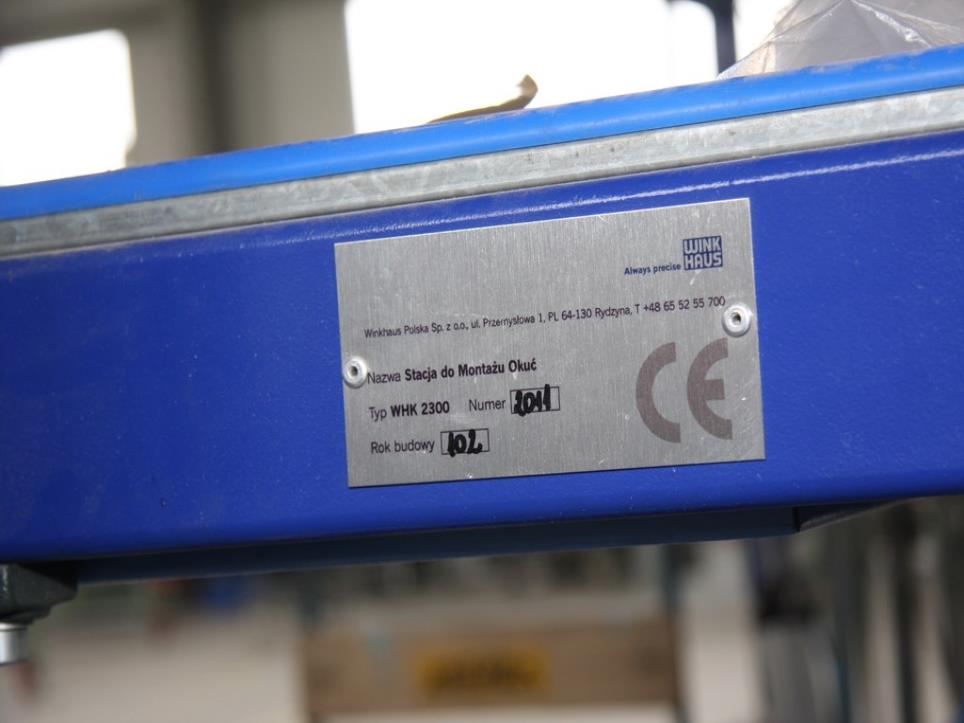 WINK
HAUS
Always precise
Winkhaus Polska Sp. z o.o., ul. Przemysłowa 1, PL 64-130 Rydzyna, T +48 65 52 55 700
Nazwa Stacja do Montażu Okuć
Typ WHK 2300 Numer 2011
Rok budowy 102
CE